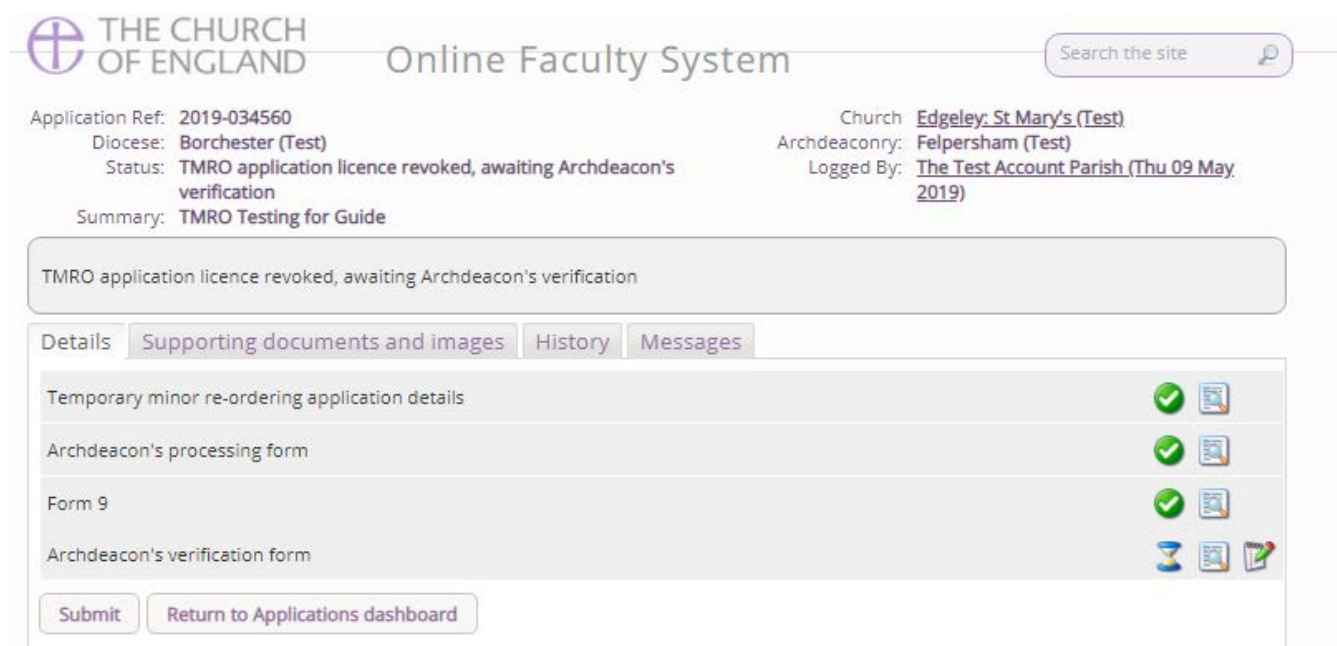 THE CHURCH
OF ENGLAND
Online Faculty System
Search the site
Application Ref: 2019-034560
Diocese: Borchester (Test)
Status: TMRO application licence revoked, awaiting Archdeacon's
verification
Summary: TMRO Testing for Guide
Church Edgeley: St Mary's (Test)
Archdeaconry: Felpersham (Test)
Logged By: The Test Account Parish (Thu 09 May
2019)
TMRO application licence revoked, awaiting Archdeacon's verification
Details Supporting documents and images History Messages
Temporary minor re-ordering application details
Archdeacon's processing form
Form 9
Archdeacon's verification form
Submit Return to Applications dashboard